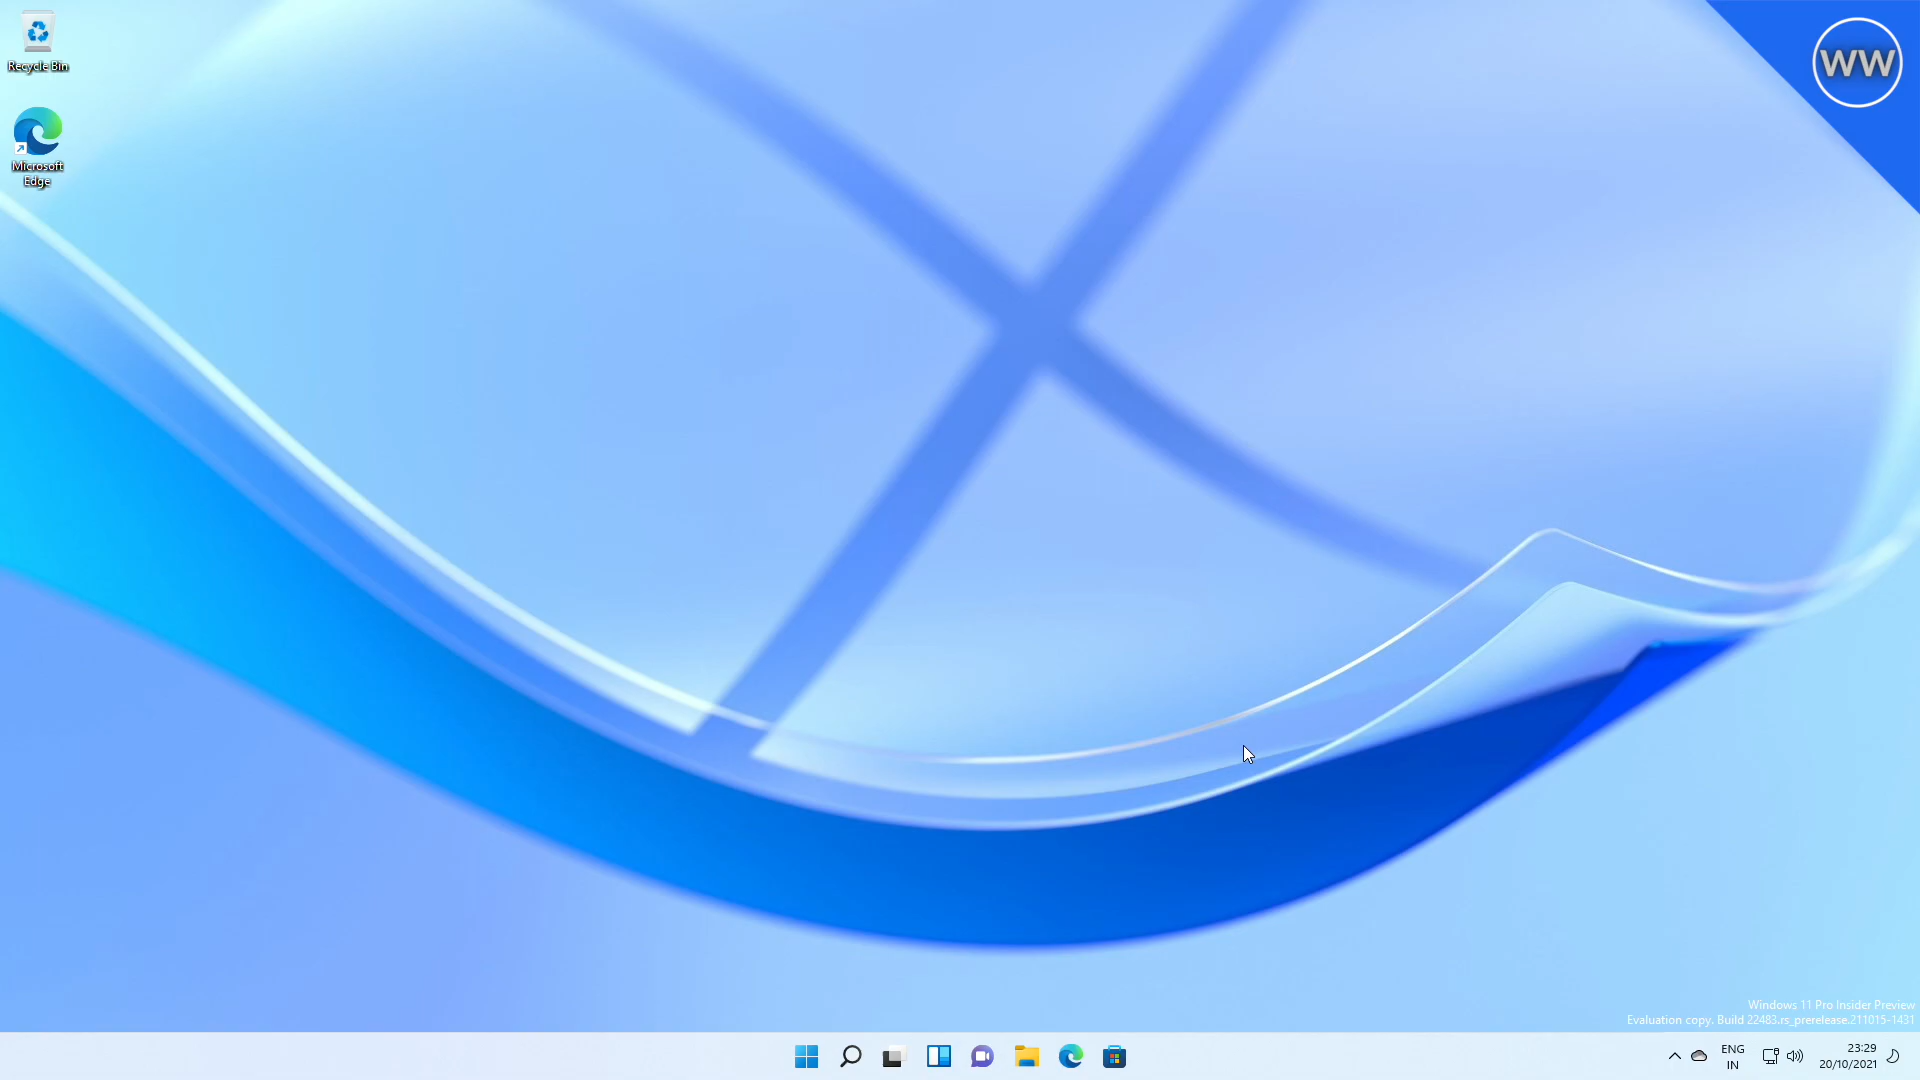 Recycle Bin
WW
Microsoft
Edge
Windows 11 Pro Insider Preview
Evaluation copy. Build 22483.rs_prerelease.211015-1431
ENG
IN
23:29
20/10/2021